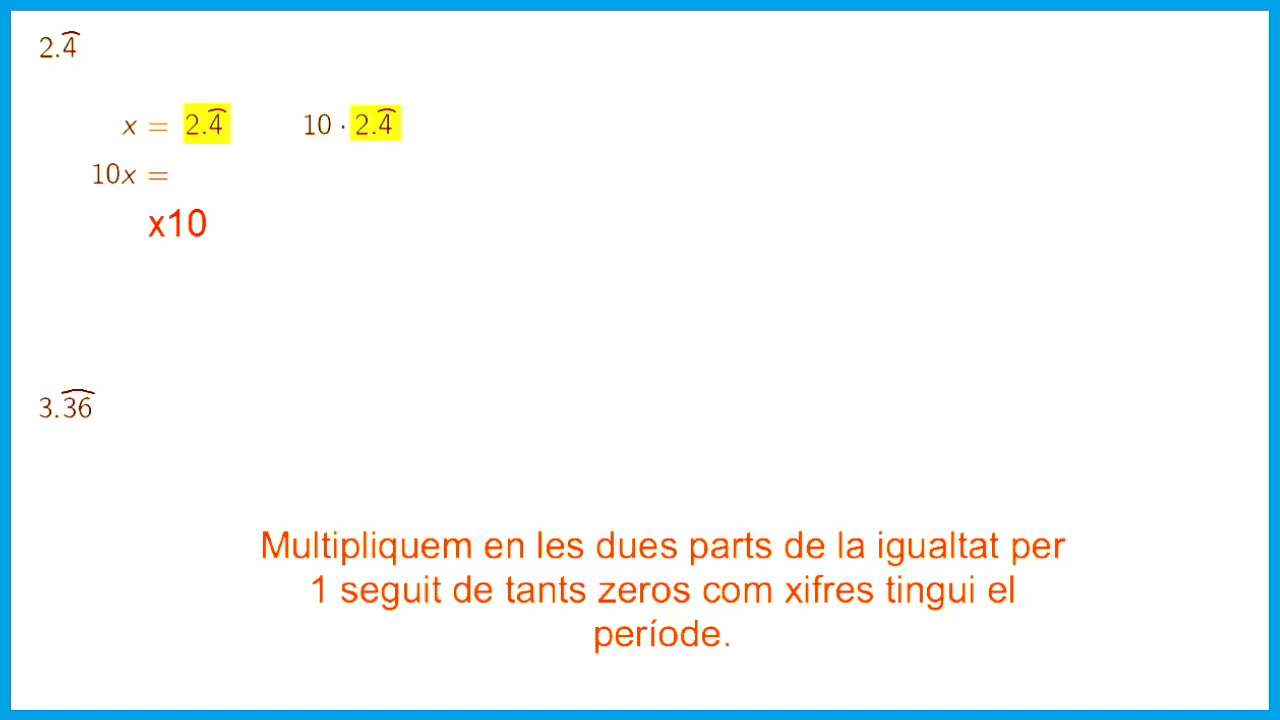 2.4͡
x = 2.4͡ 10 · 2.4͡
10x =
x10
3.3͡6
Multipliquem en les dues parts de la igualtat per
1 seguit de tants zeros com xifres tingui el
període.